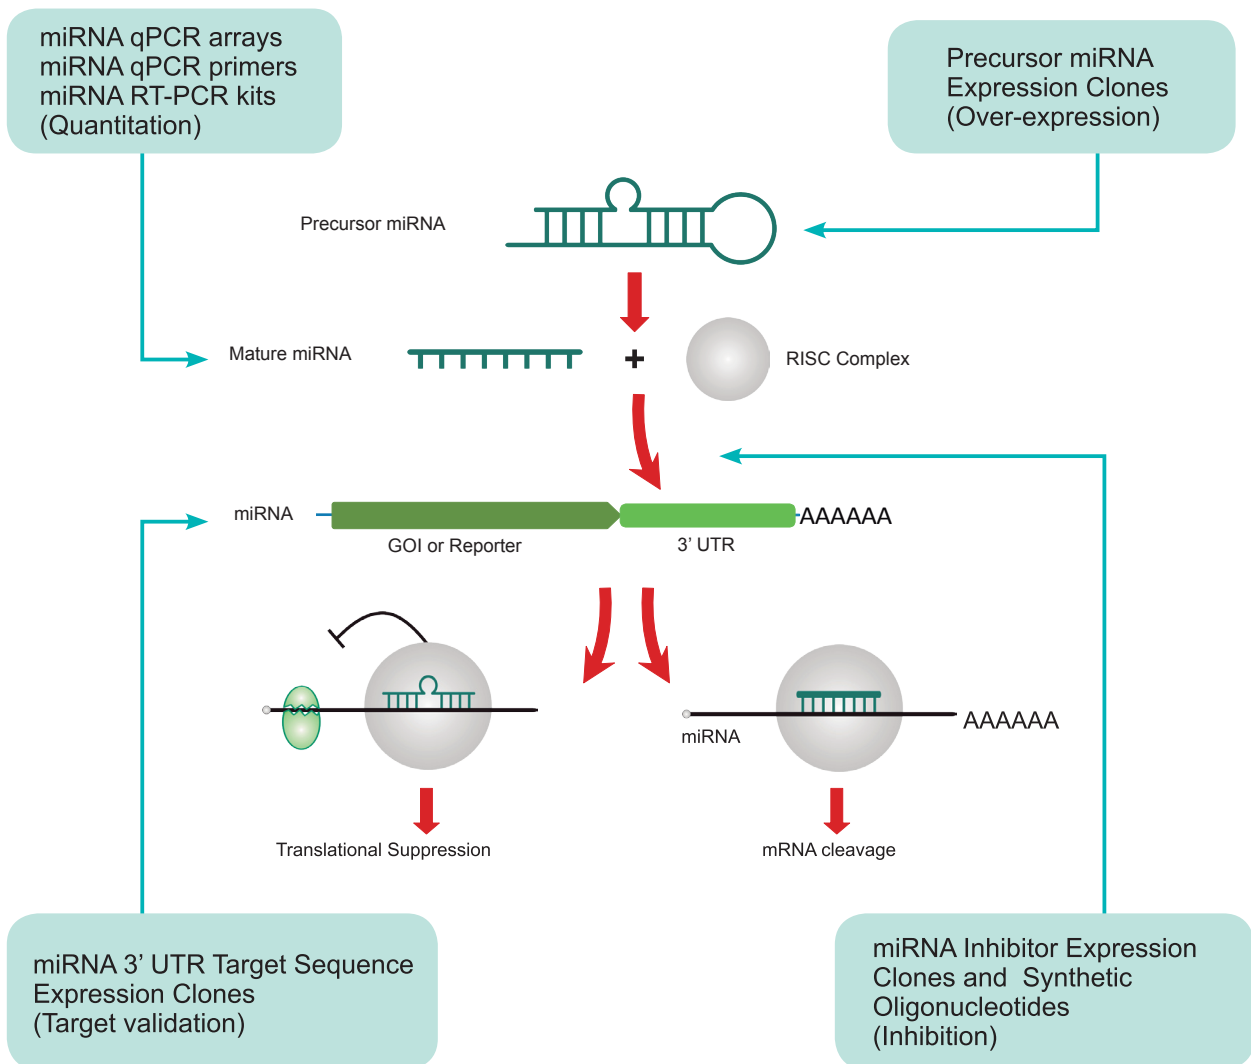 miRNA qPCR arrays
miRNA qPCR primers
miRNA RT-PCR kits
(Quantitation)
Precursor miRNA
Expression Clones
(Over-expression)
Precursor miRNA
Mature miRNA
+
RISC Complex
miRNA
AAAAAA
GOI or Reporter
3’ UTR
miRNA
AAAAAA
Translational Suppression
mRNA cleavage
miRNA 3’ UTR Target Sequence
Expression Clones
(Target validation)
miRNA Inhibitor Expression
Clones and  Synthetic
Oligonucleotides
(Inhibition)